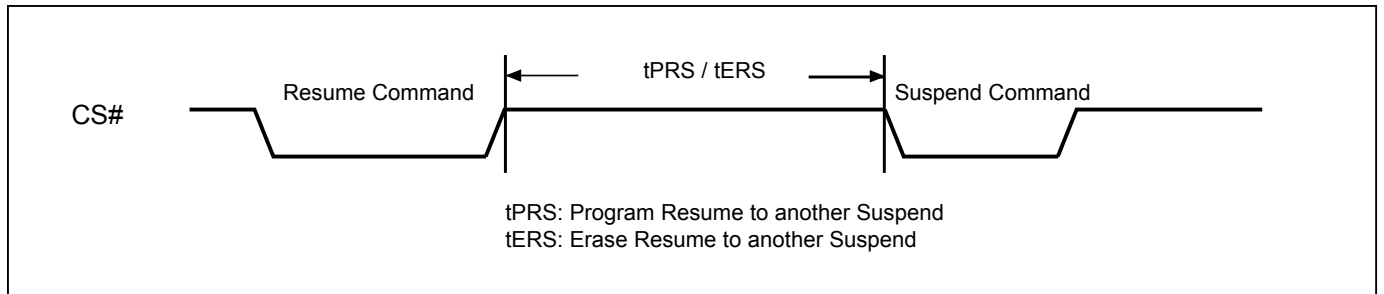 tPRS / tERS
Resume Command
Suspend Command
CS#
tPRS: Program Resume to another Suspend
tERS: Erase Resume to another Suspend